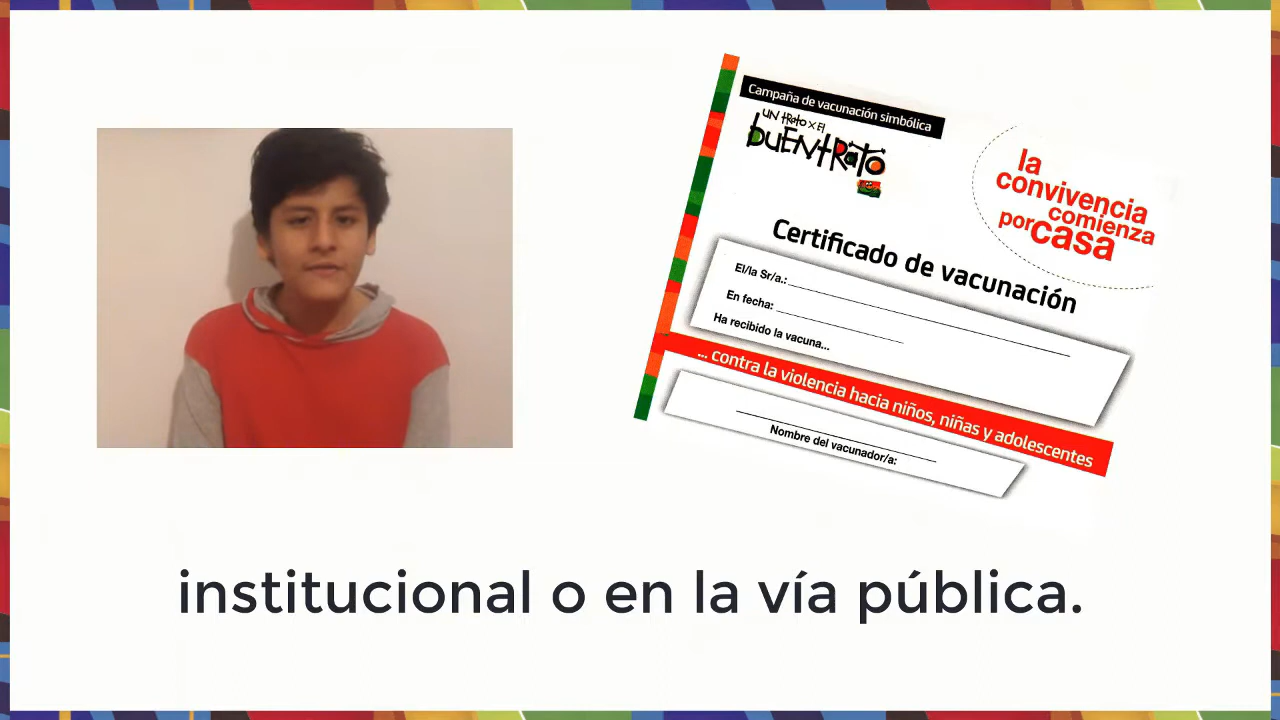 Campaña de vacunación simbólica
UN trato x El
buENtRato
la
convivencia
comienza
por casa
Certificado de vacunación
El/la Sr/a.:
En fecha:
Ha recibido la vacuna...
... contra la violencia hacia niños, niñas y adolescentes
Nombre del vacunador/a:
institucional o en la vía pública.